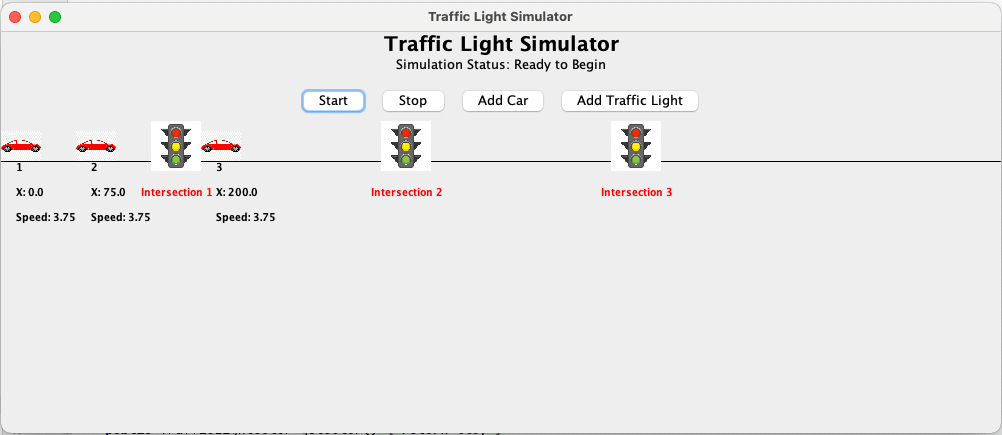 Traffic Light Simulator
Traffic Light Simulator
Simulation Status: Ready to Begin
Start Stop Add Car Add Traffic Light
1 2 3
X: 0.0 X: 75.0 Intersection 1 X: 200.0 Intersection 2 Intersection 3
Speed: 3.75 Speed: 3.75 Speed: 3.75